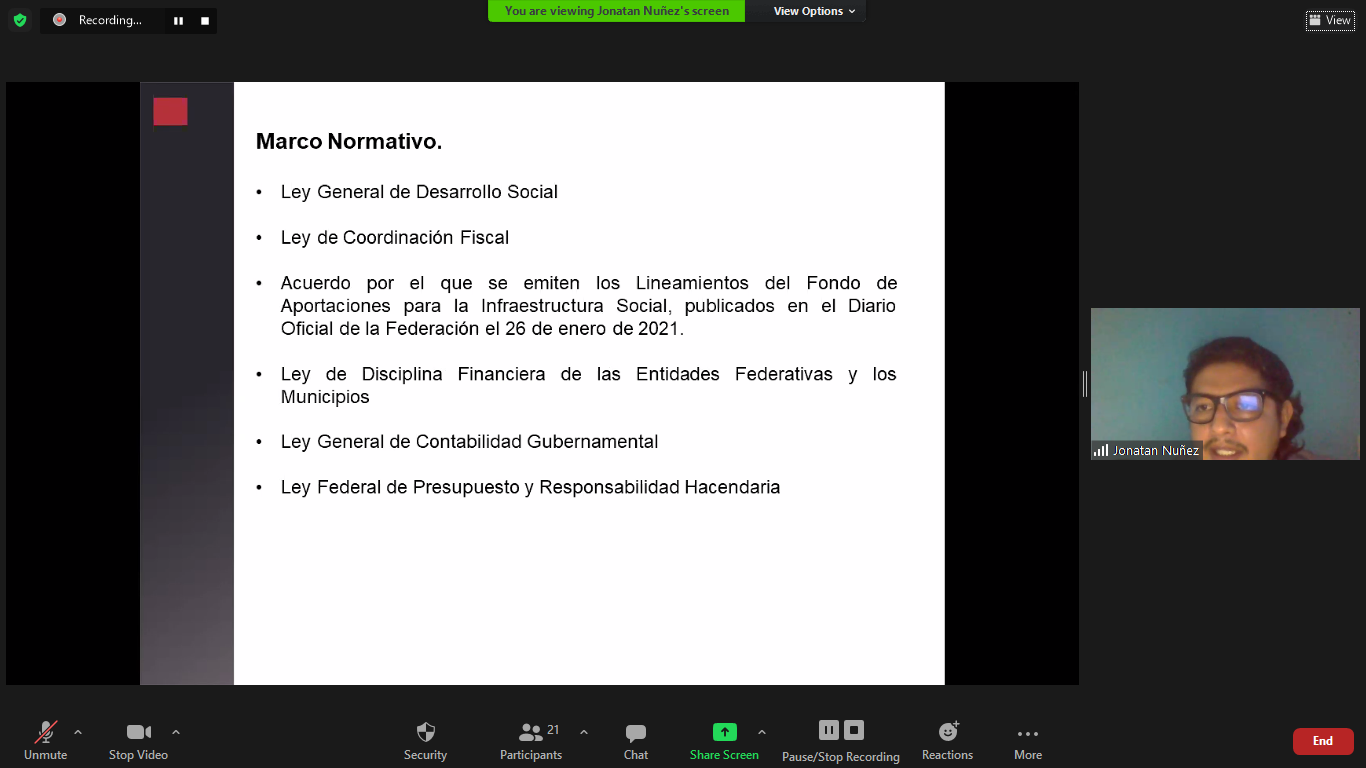 Recording...
You are viewing Jonatan Nuñez's screen
View Options
View
Marco Normativo.
• Ley General de Desarrollo Social
• Ley de Coordinación Fiscal
• Acuerdo por el que se emiten los Lineamientos del Fondo de
Aportaciones para la Infraestructura Social, publicados en el Diario
Oficial de la Federación el 26 de enero de 2021.
• Ley de Disciplina Financiera de las Entidades Federativas y los
Municipios
• Ley General de Contabilidad Gubernamental
• Ley Federal de Presupuesto y Responsabilidad Hacendaria
Jonatan Nuñez
Unmute
Stop Video
Security
21
Participants
Chat
Share Screen
Pause/Stop Recording
Reactions
More
End